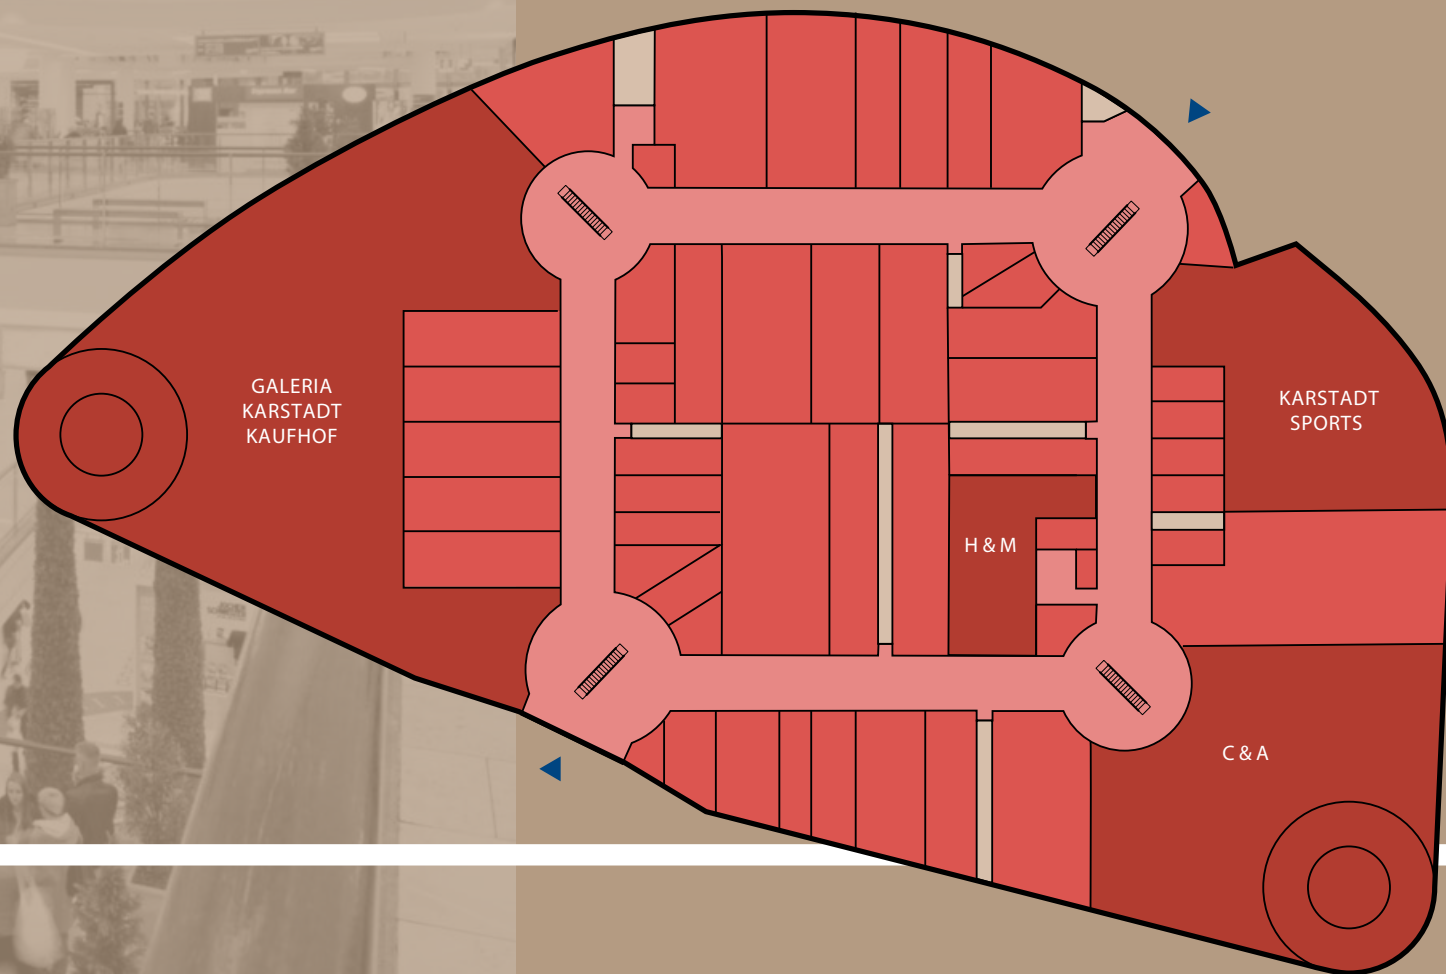 GALERIA
KARSTADT
KAUFHOF
KARSTADT
SPORTS
H & M
C & A